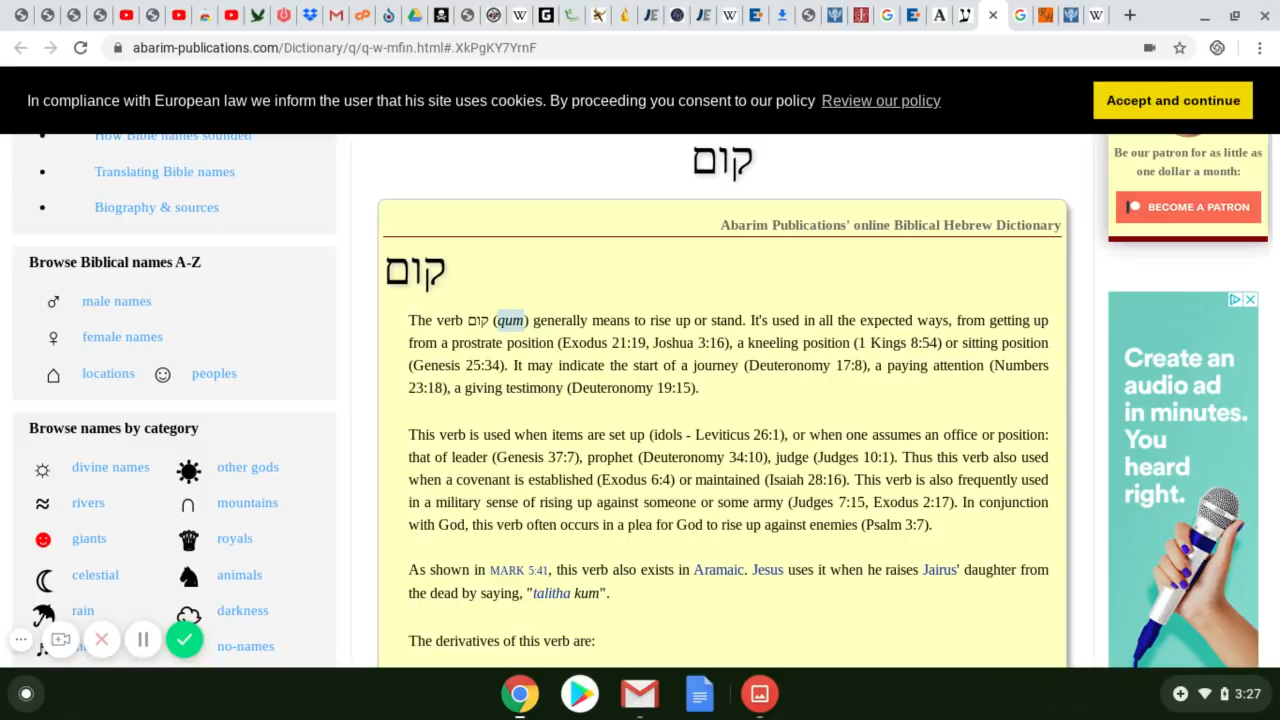 abarim-publications.com/Dictionary/q/q-w-mfin.html#.XkPgKY7YrnF
In compliance with European law we inform the user that his site uses cookies. By proceeding you consent to our policy Review our policy
Accept and continue
How Bible names sounded
Translating Bible names
Biography & sources
Browse Biblical names A-Z
male names
female names
locations
peoples
Browse names by category
divine names
other gods
rivers
mountains
giants
royals
celestial
animals
rain
darkness
no-names
קום
Abarim Publications' online Biblical Hebrew Dictionary
קום
The verb קום (qum) generally means to rise up or stand. It's used in all the expected ways, from getting up
from a prostrate position (Exodus 21:19, Joshua 3:16), a kneeling position (1 Kings 8:54) or sitting position
(Genesis 25:34). It may indicate the start of a journey (Deuteronomy 17:8), a paying attention (Numbers
23:18), a giving testimony (Deuteronomy 19:15).
This verb is used when items are set up (idols - Leviticus 26:1), or when one assumes an office or position:
that of leader (Genesis 37:7), prophet (Deuteronomy 34:10), judge (Judges 10:1). Thus this verb also used
when a covenant is established (Exodus 6:4) or maintained (Isaiah 28:16). This verb is also frequently used
in a military sense of rising up against someone or some army (Judges 7:15, Exodus 2:17). In conjunction
with God, this verb often occurs in a plea for God to rise up against enemies (Psalm 3:7).
As shown in MARK 5:41, this verb also exists in Aramaic. Jesus uses it when he raises Jairus' daughter from
the dead by saying, "talitha kum".
The derivatives of this verb are:
Be our patron for as little as
one dollar a month:
BECOME A PATRON
Create an
audio ad
in minutes.
You
heard
right.
3:27